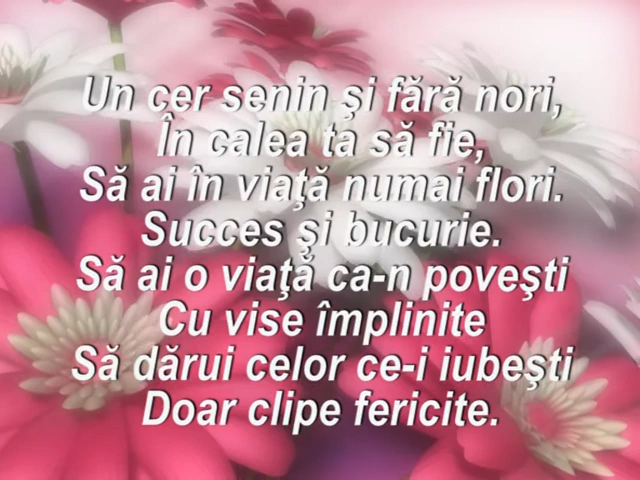 Un cer senin şi fără nori,
În calea ta să fie,
Să ai în viaţă numai flori.
Succes şi bucurie.
Să ai o viaţă ca-n poveşti
Cu vise împlinite
Să dărui celor ce-i iubeşti
Doar clipe fericite.